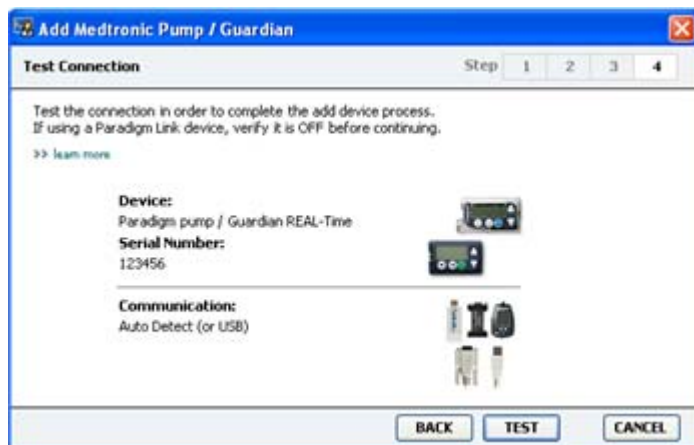 Add Medtronic Pump / Guardian
Test Connection Step 1 2 3 4
Test the connection in order to complete the add device process.
If using a Paradigm Link device, verify it is OFF before continuing.
>> learn more
Device:
Paradigm pump / Guardian REAL-Time
Serial Number:
123456
Communication:
Auto Detect (or USB)
BACK TEST CANCEL